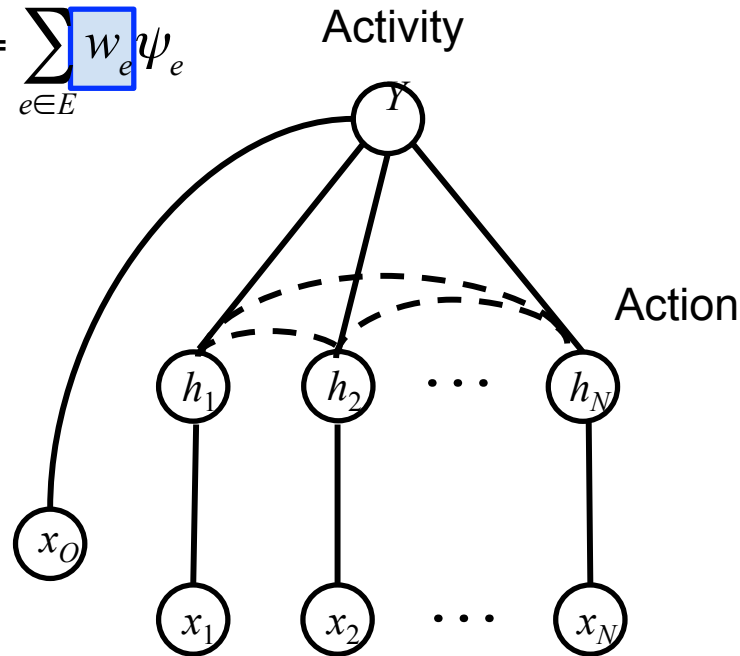 Activity
= ∑ w_e ψ_e
e∈E
Y
Action
h_1 h_2 ··· h_N
x_O
x_1 x_2 ··· x_N